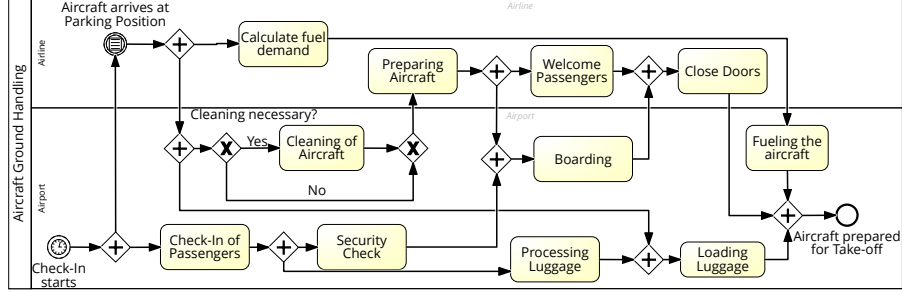 Airline
Aircraft arrives at
Parking Position
Calculate fuel
demand
Airline
Preparing
Aircraft
Welcome
Passengers
Close Doors
Aircraft Ground Handling
Cleaning necessary?
Airport
Yes
Cleaning of
Aircraft
Boarding
Fueling the
aircraft
No
Airport
Check-In of
Passengers
Security
Check
Processing
Luggage
Loading
Luggage
Aircraft prepared
for Take-off
Check-In
starts